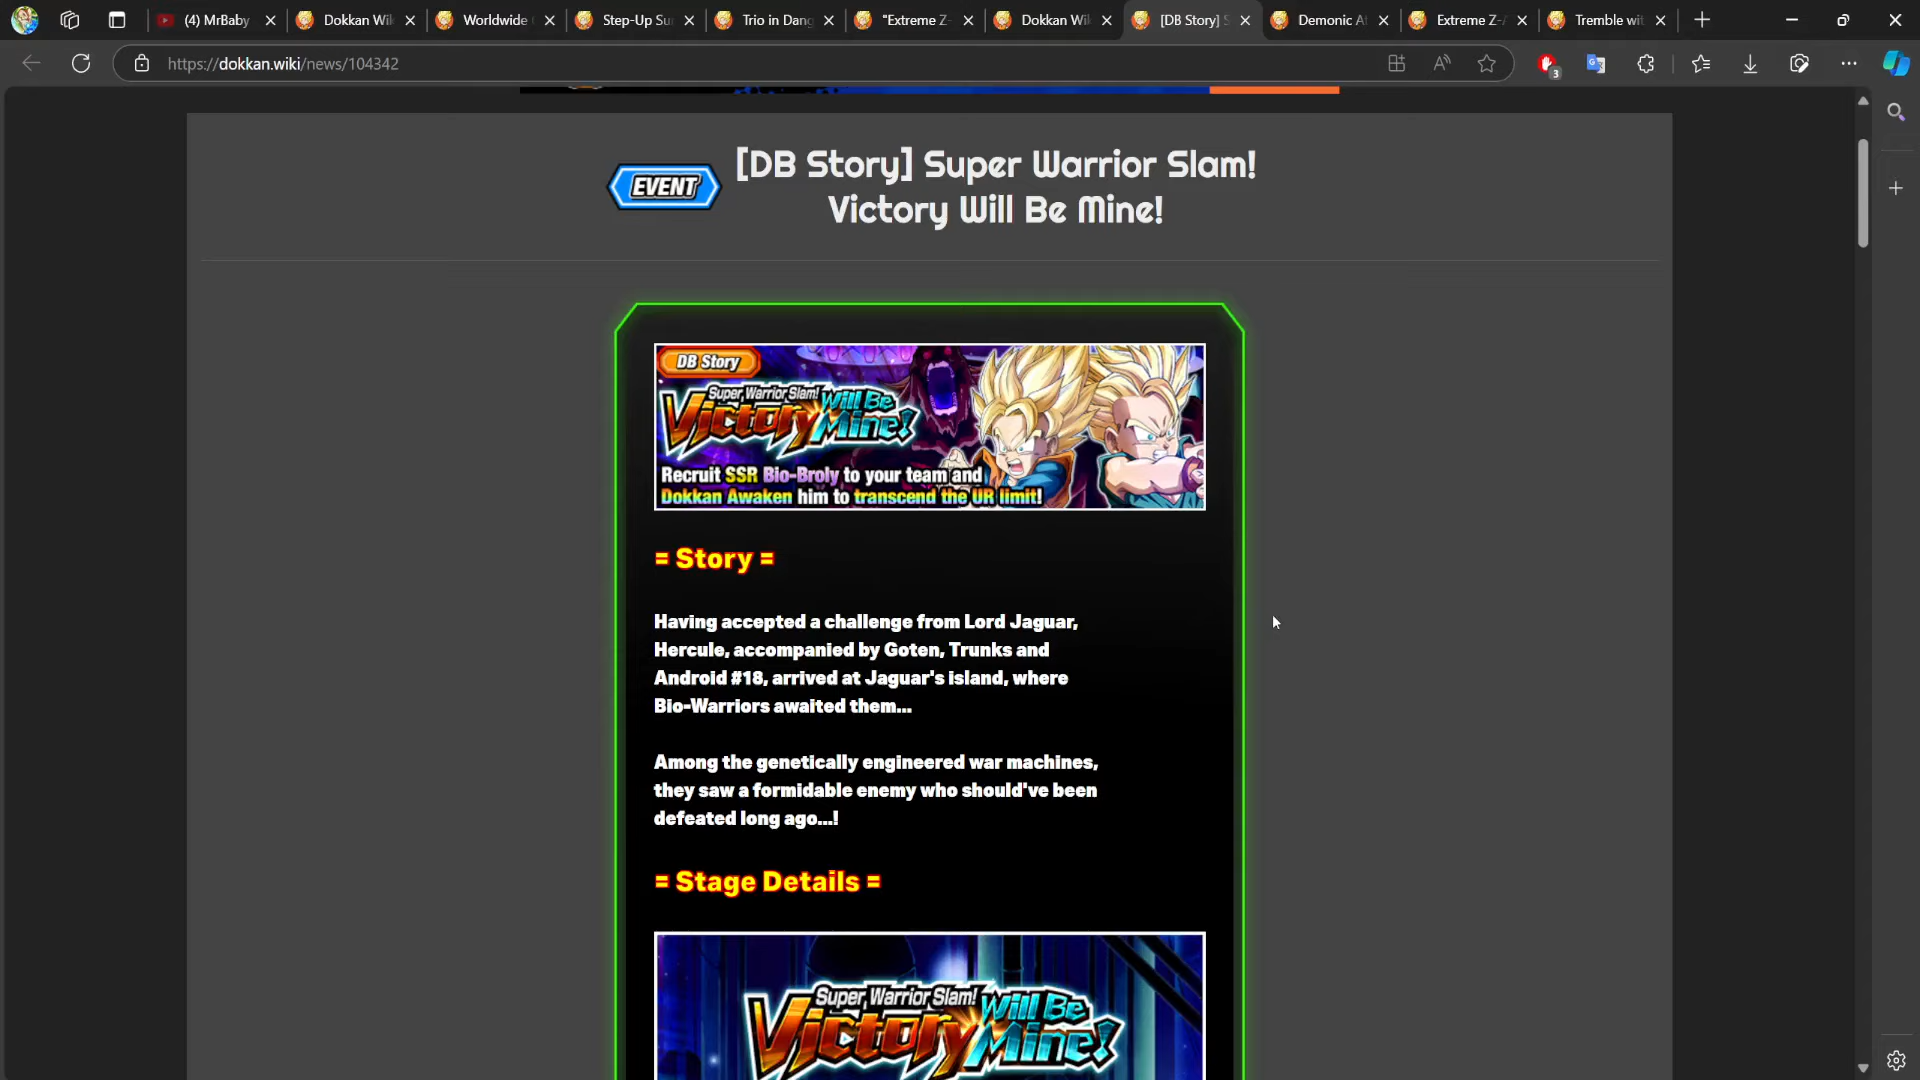 (4) MrBaby
Dokkan Wik
Worldwide
Step-Up Su
Trio in Dang
"Extreme Z-
Dokkan Wik
[DB Story] S
Demonic A
Extreme Z-
Tremble wit
https://dokkan.wiki/news/104342
3
EVENT
[DB Story] Super Warrior Slam!
Victory Will Be Mine!
DB Story
Super Warrior Slam!
Victory Will Be Mine!
Recruit SSR Bio-Broly to your team and
Dokkan Awaken him to transcend the UR limit!
= Story =
Having accepted a challenge from Lord Jaguar,
Hercule, accompanied by Goten, Trunks and
Android #18, arrived at Jaguar's island, where
Bio-Warriors awaited them...
Among the genetically engineered war machines,
they saw a formidable enemy who should've been
defeated long ago...!
= Stage Details =
Super Warrior Slam!
Victory Will Be Mine!